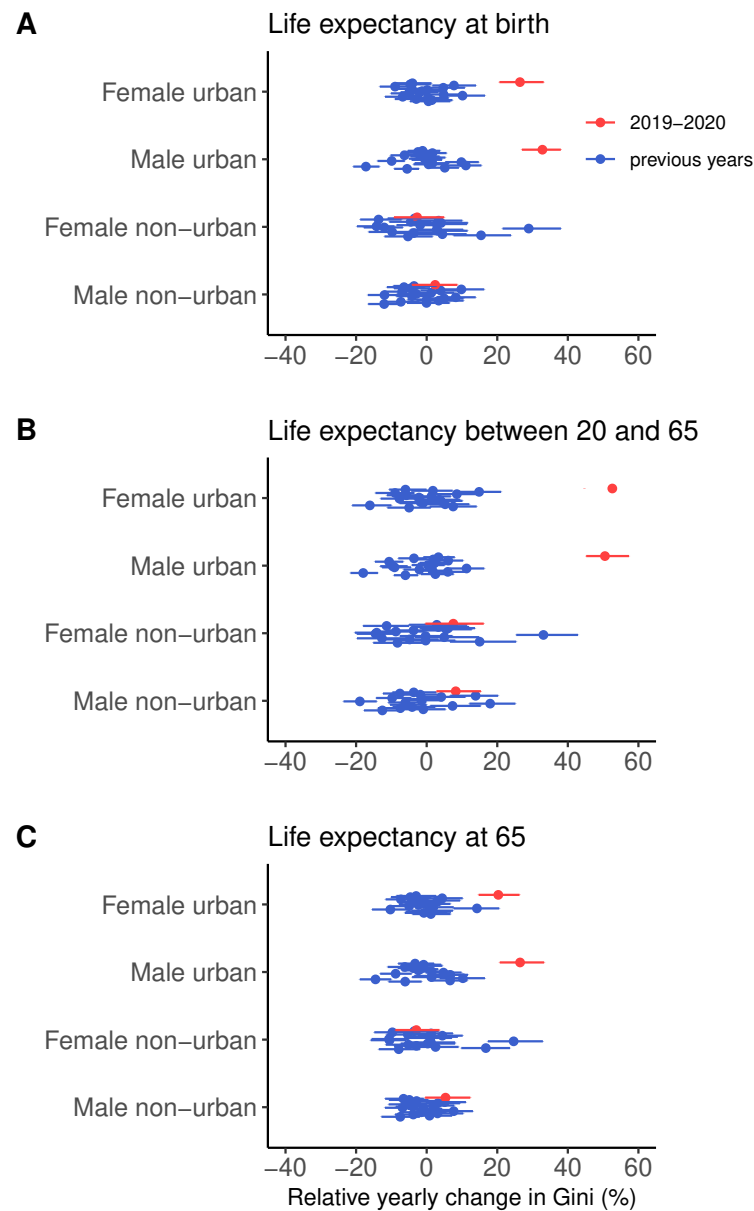 A
Life expectancy at birth
Female urban
Male urban
Female non−urban
Male non−urban
2019−2020
previous years
−40 −20 0 20 40 60
B
Life expectancy between 20 and 65
Female urban
Male urban
Female non−urban
Male non−urban
−40 −20 0 20 40 60
C
Life expectancy at 65
Female urban
Male urban
Female non−urban
Male non−urban
−40 −20 0 20 40 60
Relative yearly change in Gini (%)